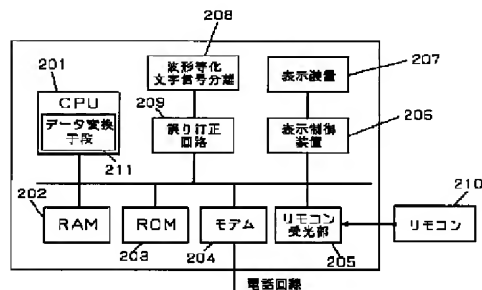 208
201
波形等化
文字信号分離
表示装置
207
CPU
209
データ変換
手段
誤り訂正
回路
表示制御
装置
206
211
202
210
RAM
ROM
モデム
リモコン
受光部
リモコン
203
204
205
電話回線